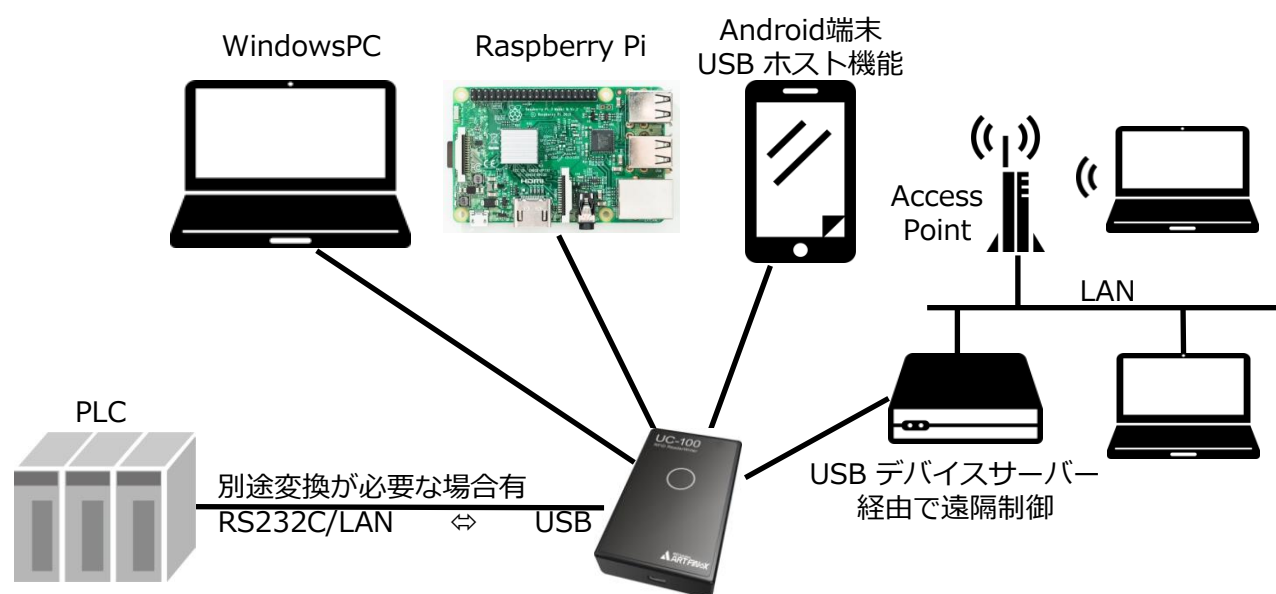 WindowsPC
Raspberry Pi
Android端末
USB ホスト機能
Access
Point
LAN
PLC
別途変換が必要な場合有
RS232C/LAN ⇔ USB
UC-100
USB デバイスサーバー
経由で遠隔制御
HDMI